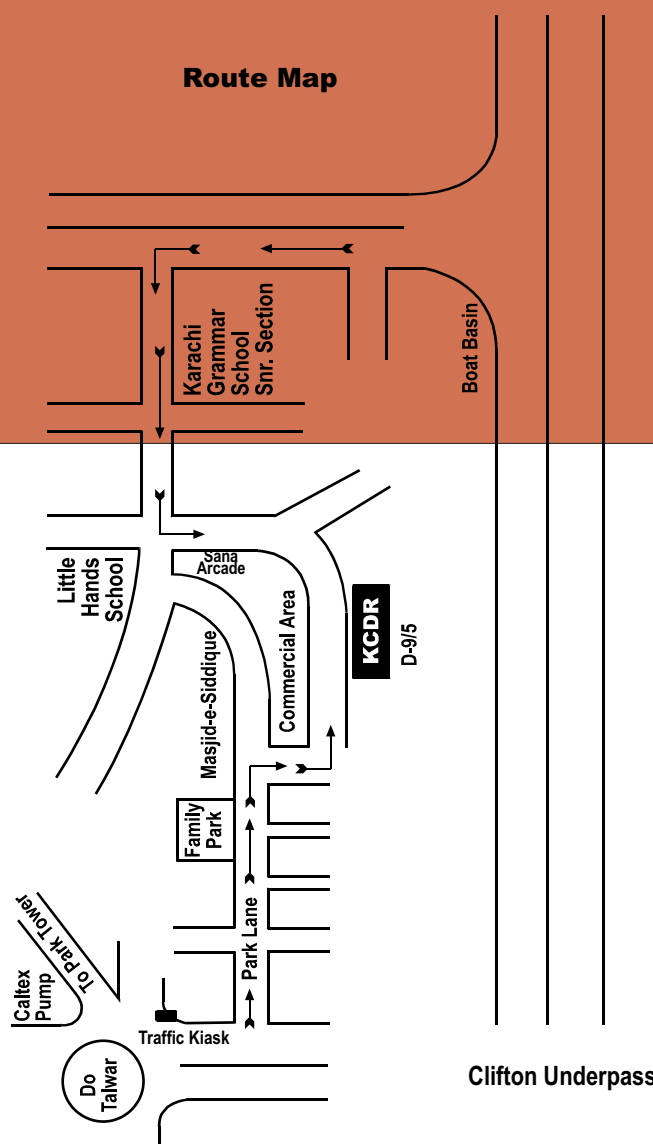 Route Map
Karachi
Grammar
School
Snr. Section
Boat Basin
Little
Hands
School
Sana
Arcade
Masjid-e-Siddique
Commercial Area
KCDR
D-9/5
Family
Park
Park Lane
To Park Tower
Caltex
Pump
Traffic Kiask
Do
Talwar
Clifton Underpass